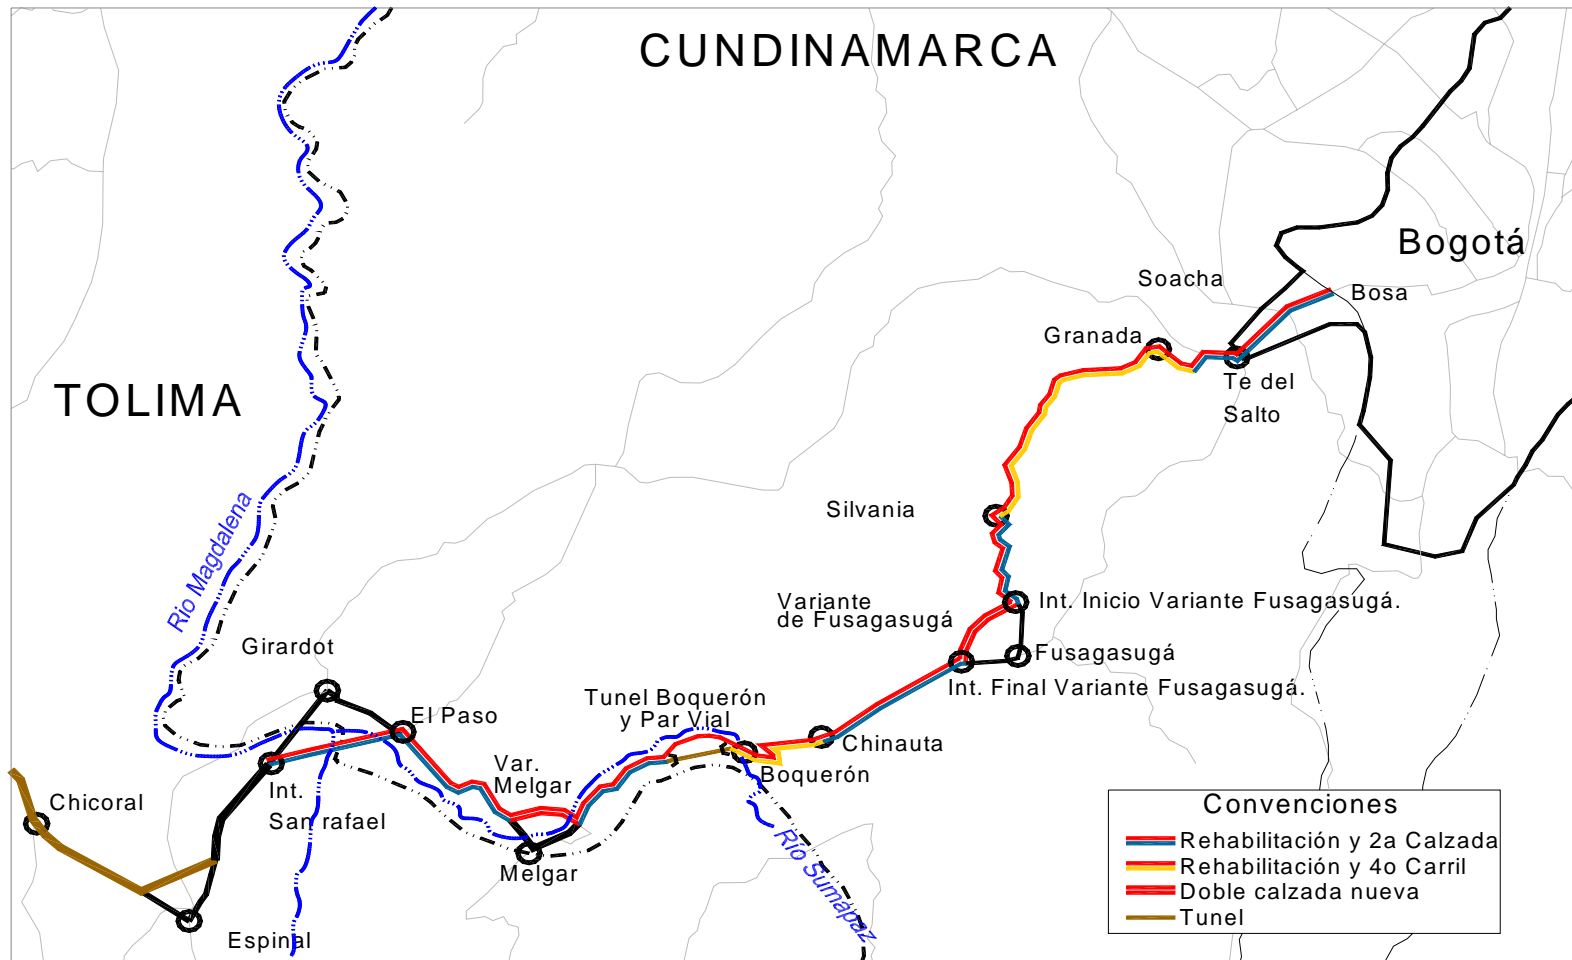 CUNDINAMARCA
Bogotá
Soacha
Bosa
Granada
Te del
Salto
TOLIMA
Silvania
Rio Magdalena
Variante
de Fusagasugá
Int. Inicio Variante Fusagasugá.
Fusagasugá
Int. Final Variante Fusagasugá.
Girardot
El Paso
Tunel Boquerón
y Par Vial
Chinauta
Boquerón
Var.
Melgar
Int.
San rafael
Chicoral
Melgar
Río Sumapaz
Espinal
Convenciones
Rehabilitación y 2a Calzada
Rehabilitación y 4o Carril
Doble calzada nueva
Tunel